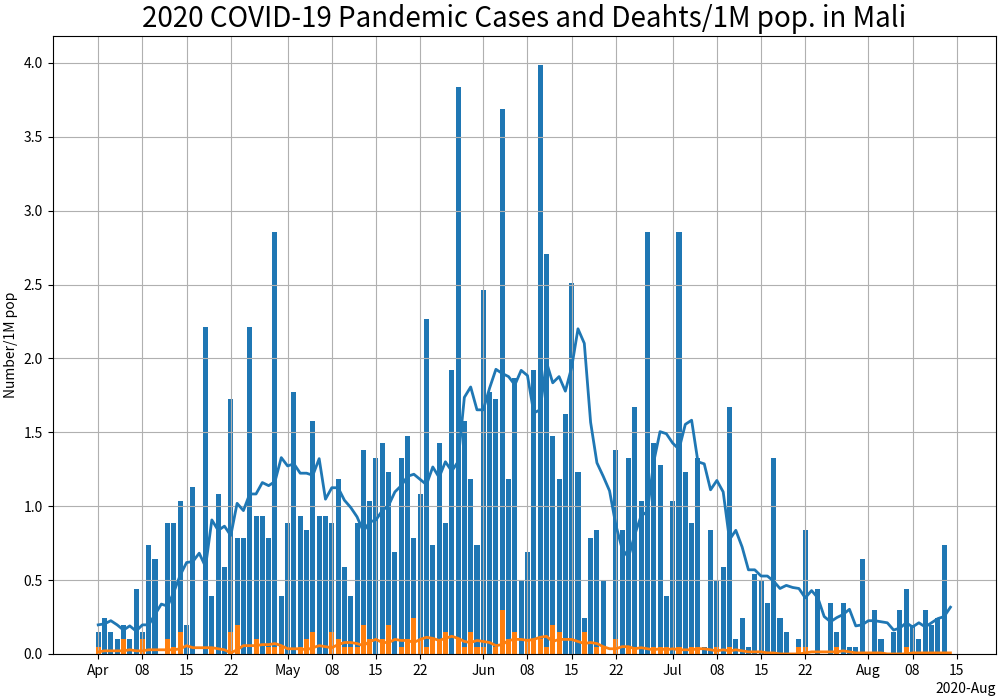 2020 COVID-19 Pandemic Cases and Deahts/1M pop. in Mali
Number/1M pop
4.0
3.5
3.0
2.5
2.0
1.5
1.0
0.5
0.0
Apr 08 15 22 May 08 15 22 Jun 08 15 22 Jul 08 15 22 Aug 08 15
2020-Aug